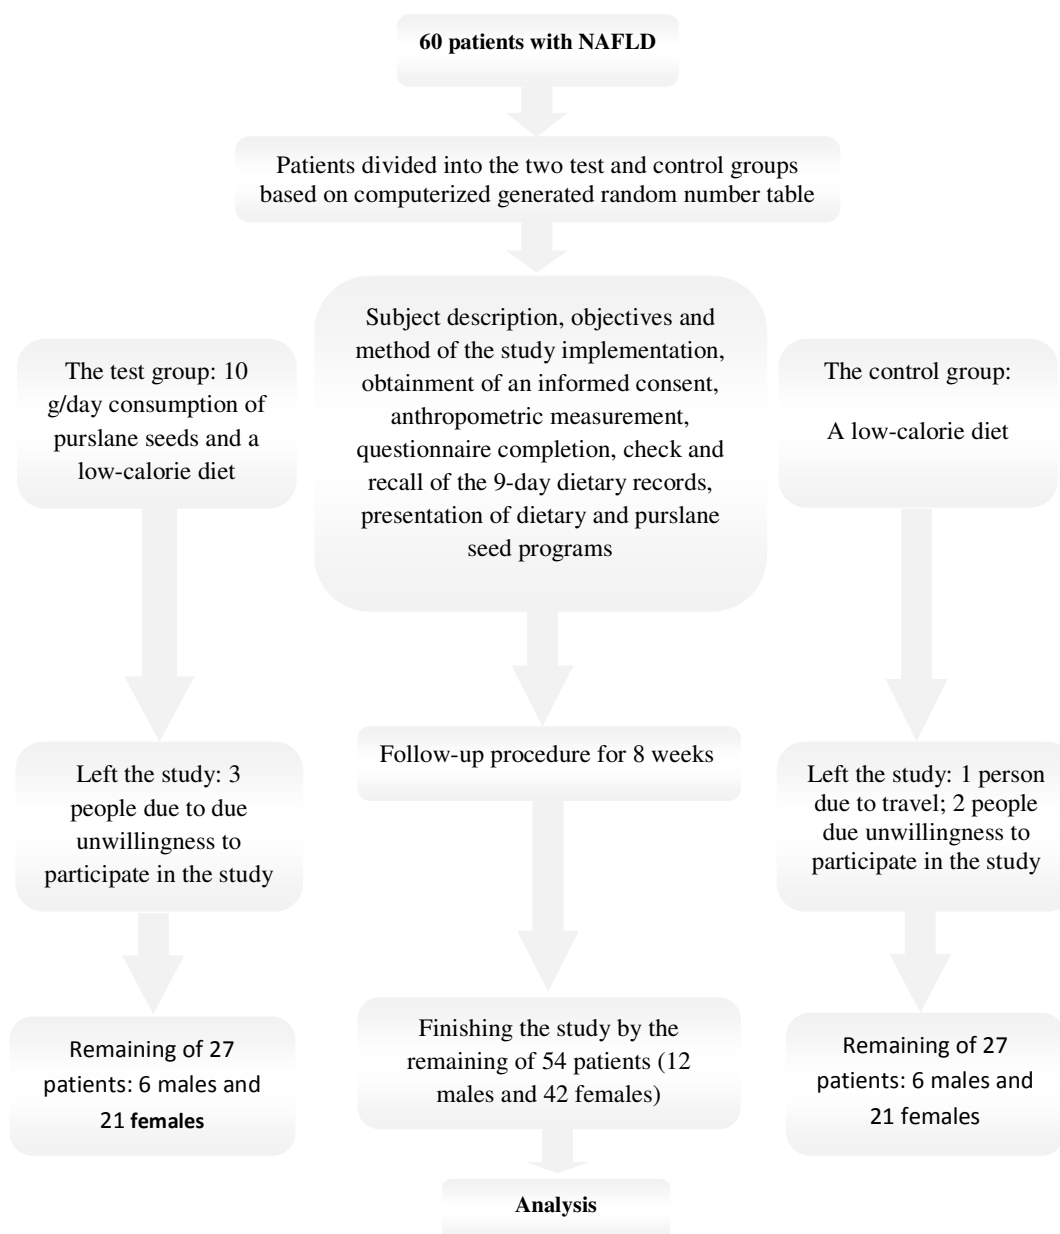 60 patients with NAFLD
Patients divided into the two test and control groups
based on computerized generated random number table
The test group: 10
g/day consumption of
purslane seeds and a
low-calorie diet
Subject description, objectives and
method of the study implementation,
obtainment of an informed consent,
anthropometric measurement,
questionnaire completion, check and
recall of the 9-day dietary records,
presentation of dietary and purslane
seed programs
The control group:
A low-calorie diet
Left the study: 3
people due to due
unwillingness to
participate in the study
Follow-up procedure for 8 weeks
Left the study: 1 person
due to travel; 2 people
due unwillingness to
participate in the study
Remaining of 27
patients: 6 males and
21 females
Finishing the study by the
remaining of 54 patients (12
males and 42 females)
Remaining of 27
patients: 6 males and
21 females
Analysis